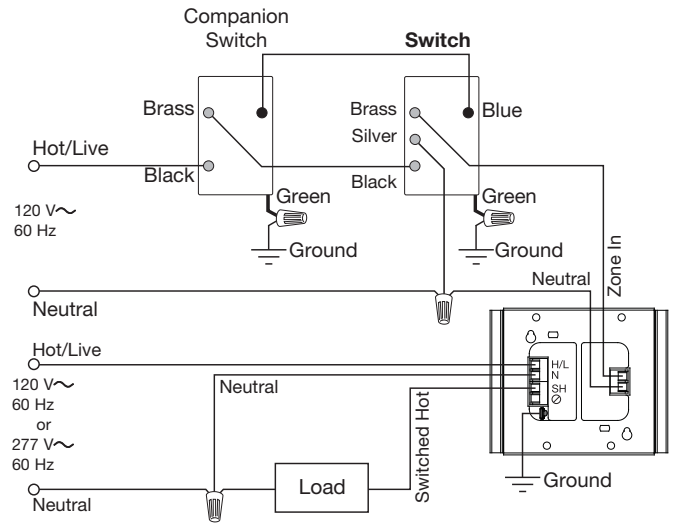 Companion
Switch
Switch
Brass
Brass
Blue
Silver
Hot/Live
Black
Black
Green
Green
120 V～
60 Hz
Ground
Ground
Neutral
Zone In
Neutral
Hot/Live
H/L
N
SH
120 V～
60 Hz
or
277 V～
60 Hz
Neutral
Switched Hot
Load
Ground
Neutral